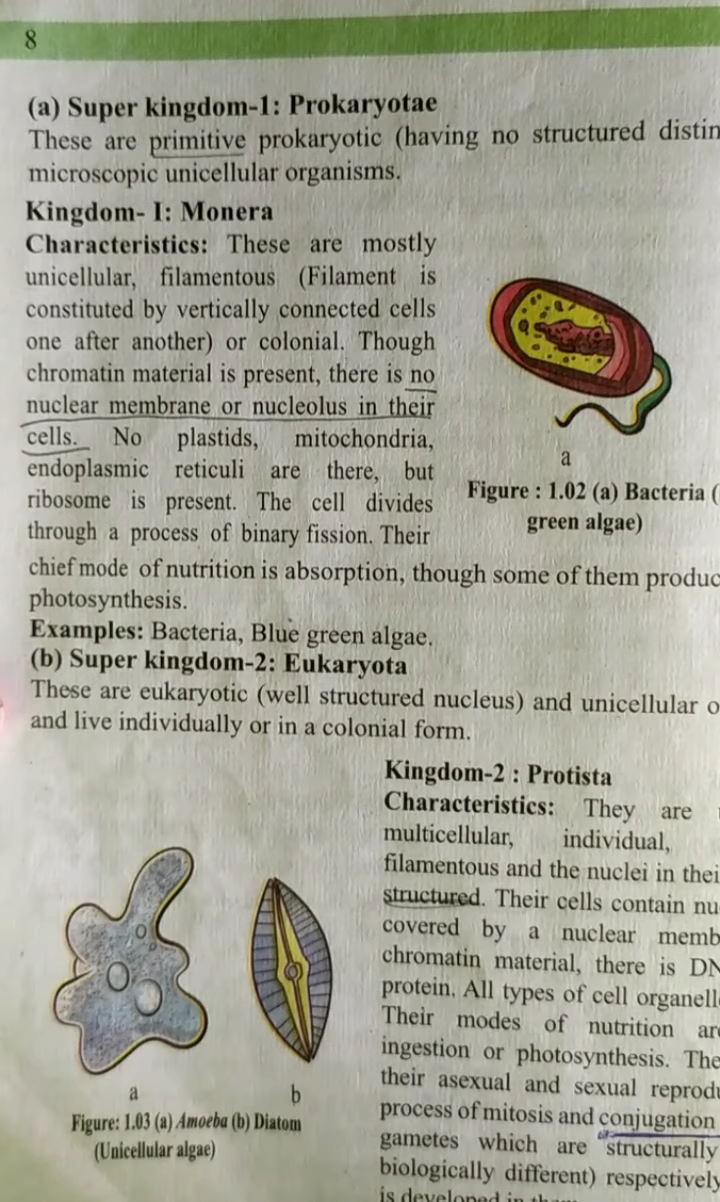 8
(a) Super kingdom-1: Prokaryotae
These are primitive prokaryotic (having no structured distin
microscopic unicellular organisms.
Kingdom- I: Monera
Characteristics: These are mostly
unicellular, filamentous (Filament is
constituted by vertically connected cells
one after another) or colonial. Though
chromatin material is present, there is no
nuclear membrane or nucleolus in their
cells. No plastids, mitochondria,
endoplasmic reticuli are there, but
ribosome is present. The cell divides
through a process of binary fission. Their
a
Figure : 1.02 (a) Bacteria (
green algae)
chief mode of nutrition is absorption, though some of them produc
photosynthesis.
Examples: Bacteria, Blue green algae.
(b) Super kingdom-2: Eukaryota
These are eukaryotic (well structured nucleus) and unicellular o
and live individually or in a colonial form.
a b
Figure: 1.03 (a) Amoeba (b) Diatom
(Unicellular algae)
Kingdom-2 : Protista
Characteristics: They are
multicellular, individual,
filamentous and the nuclei in thei
structured. Their cells contain nu
covered by a nuclear memb
chromatin material, there is DN
protein. All types of cell organell
Their modes of nutrition are
ingestion or photosynthesis. The
their asexual and sexual reprodu
process of mitosis and conjugation
gametes which are structurally
biologically different) respectively
is developed in